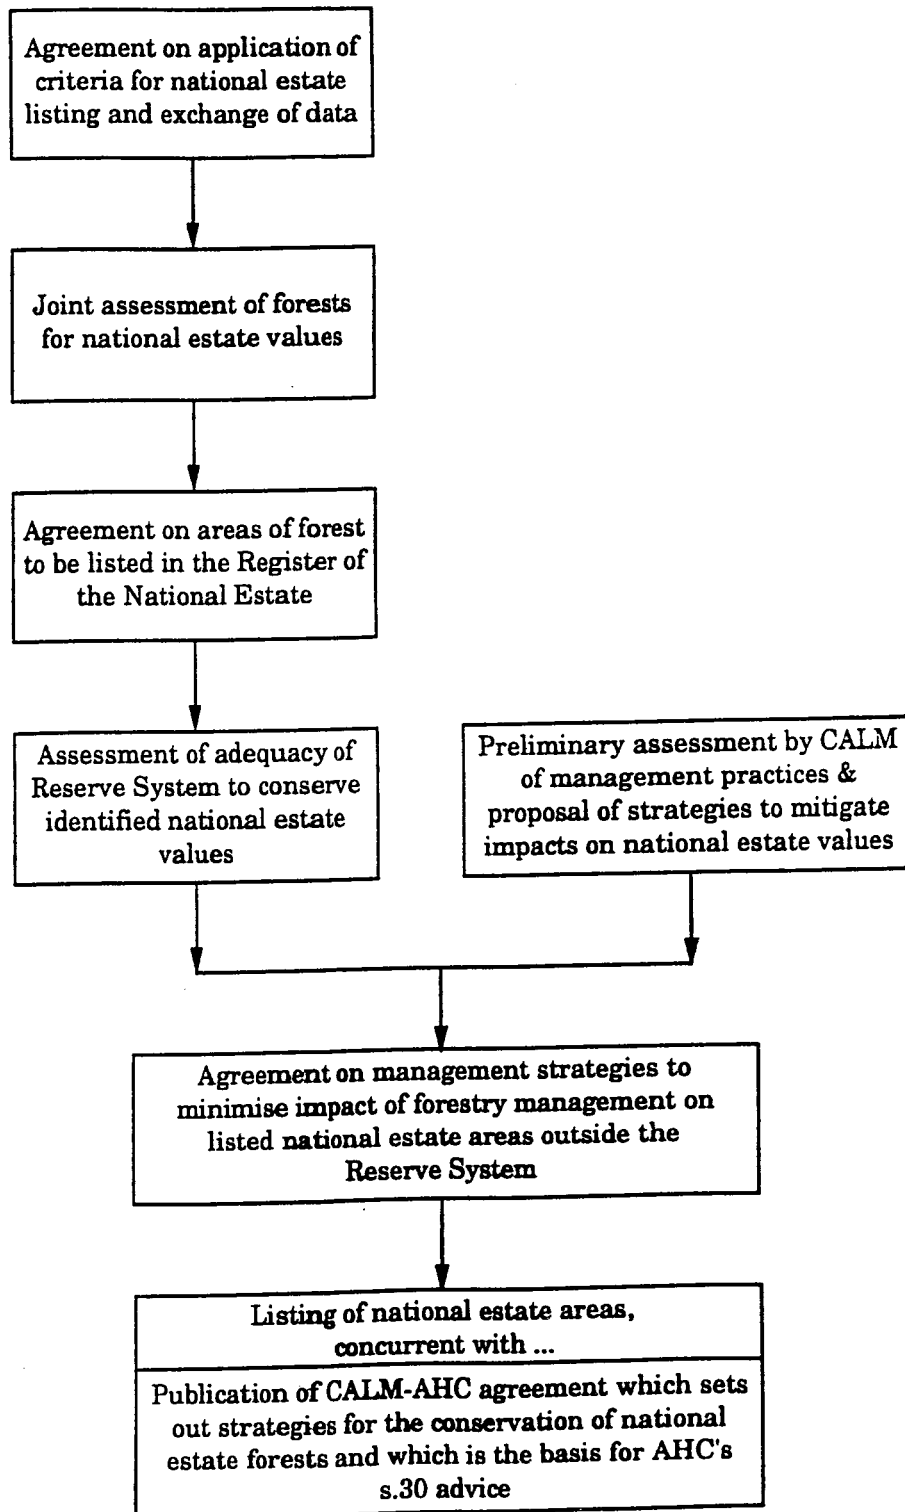 Agreement on application of
criteria for national estate
listing and exchange of data
Joint assessment of forests
for national estate values
Agreement on areas of forest
to be listed in the Register of
the National Estate
Assessment of adequacy of
Reserve System to conserve
identified national estate
values
Preliminary assessment by CALM
of management practices &
proposal of strategies to mitigate
impacts on national estate values
Agreement on management strategies to
minimise impact of forestry management on
listed national estate areas outside the
Reserve System
Listing of national estate areas,
concurrent with ...
Publication of CALM-AHC agreement which sets
out strategies for the conservation of national
estate forests and which is the basis for AHC's
s.30 advice